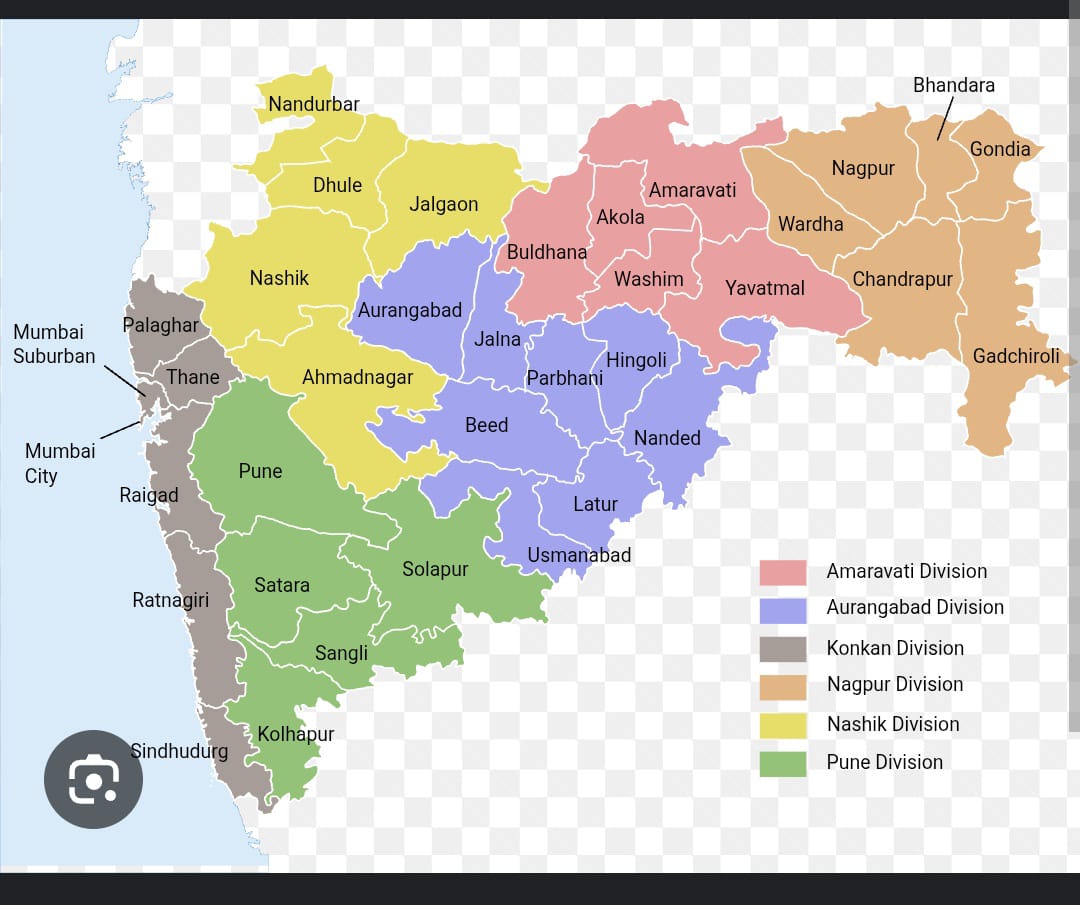 Bhandara
Nandurbar
Gondia
Nagpur
Dhule
Amaravati
Jalgaon
Akola
Wardha
Buldhana
Nashik
Washim
Chandrapur
Yavatmal
Aurangabad
Palaghar
Mumbai
Suburban
Jalna
Hingoli
Gadchiroli
Thane
Ahmadnagar
Parbhani
Beed
Nanded
Mumbai
City
Pune
Raigad
Latur
Usmanabad
Solapur
Satara
Ratnagiri
Sangli
Kolhapur
Sindhudurg
Amaravati Division
Aurangabad Division
Konkan Division
Nagpur Division
Nashik Division
Pune Division